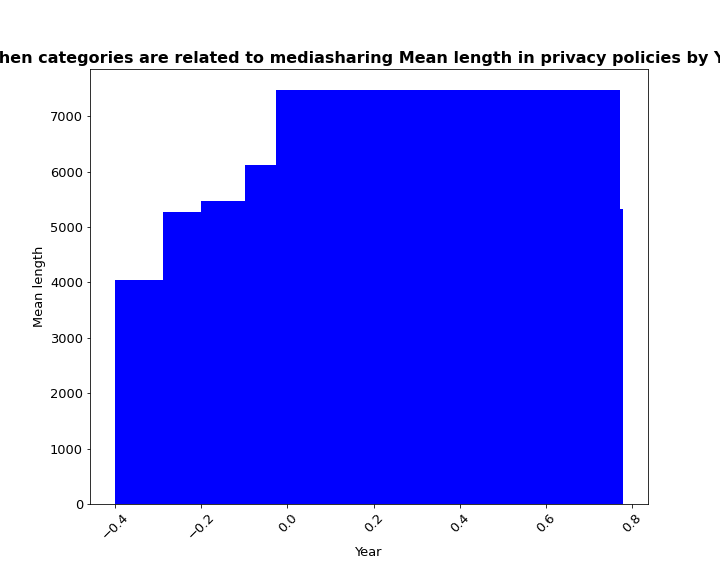 hen categories are related to mediasharing Mean length in privacy policies by Y
7000
6000
5000
4000
3000
2000
1000
0
Mean length
−0.4 −0.2 0.0 0.2 0.4 0.6 0.8
Year